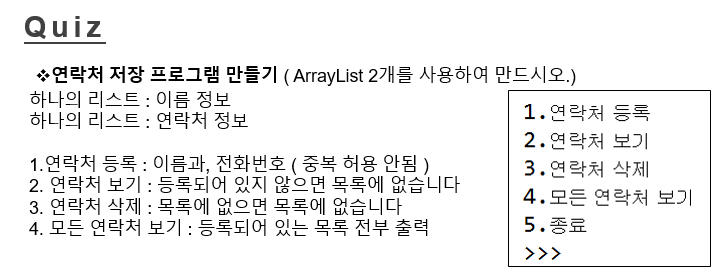 Quiz
❖연락처 저장 프로그램 만들기 ( ArrayList 2개를 사용하여 만드시오.)
하나의 리스트 : 이름 정보
하나의 리스트 : 연락처 정보
1.연락처 등록 : 이름과, 전화번호 ( 중복 허용 안됨 )
2. 연락처 보기 : 등록되어 있지 않으면 목록에 없습니다
3. 연락처 삭제 : 목록에 없으면 목록에 없습니다
4. 모든 연락처 보기 : 등록되어 있는 목록 전부 출력
1.연락처 등록
2.연락처 보기
3.연락처 삭제
4.모든 연락처 보기
5.종료
>>>